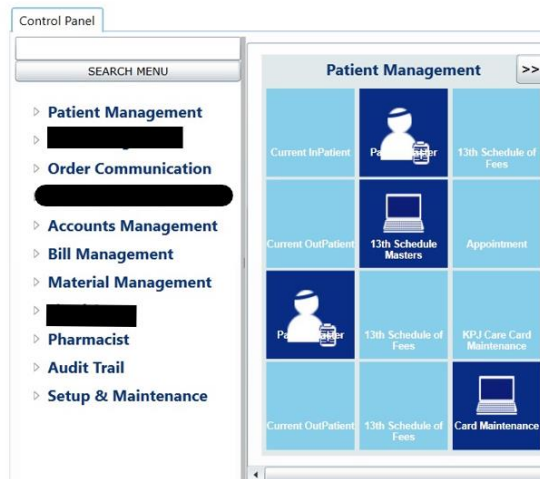 Control Panel
SEARCH MENU
Patient Management
Order Communication
Accounts Management
Bill Management
Material Management
Pharmacist
Audit Trail
Setup & Maintenance
Patient Management >>
Current InPatient
13th Schedule of
Fees
Current OutPatient
13th Schedule
Masters
Appointment
13th Schedule of
Fees
KPJ Care Card
Maintenance
Current OutPatient
13th Schedule of
Fees
Card Maintenance